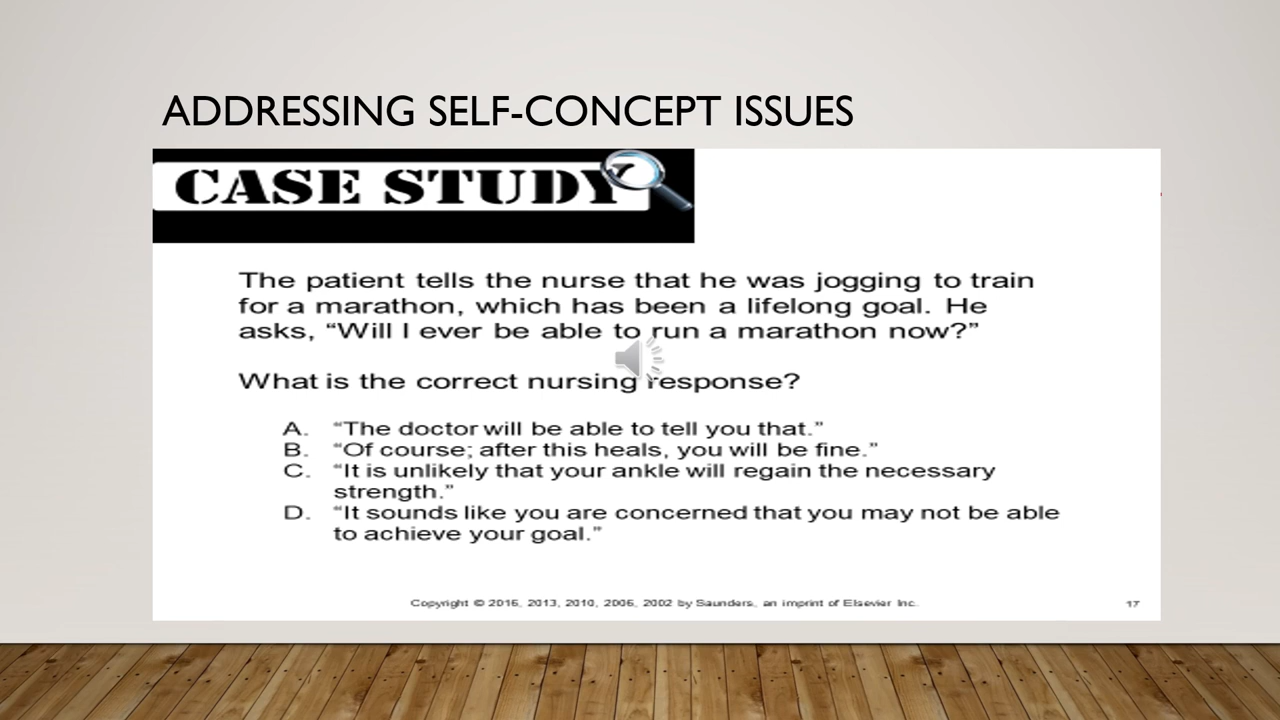 ADDRESSING SELF-CONCEPT ISSUES
CASE STUDY
The patient tells the nurse that he was jogging to train
for a marathon, which has been a lifelong goal. He
asks, “Will I ever be able to run a marathon now?”
What is the correct nursing response?
A. “The doctor will be able to tell you that.”
B. “Of course; after this heals, you will be fine.”
C. “It is unlikely that your ankle will regain the necessary
strength.”
D. “It sounds like you are concerned that you may not be able
to achieve your goal.”
Copyright © 2016, 2013, 2010, 2006, 2002 by Saunders, an imprint of Elsevier Inc.
17